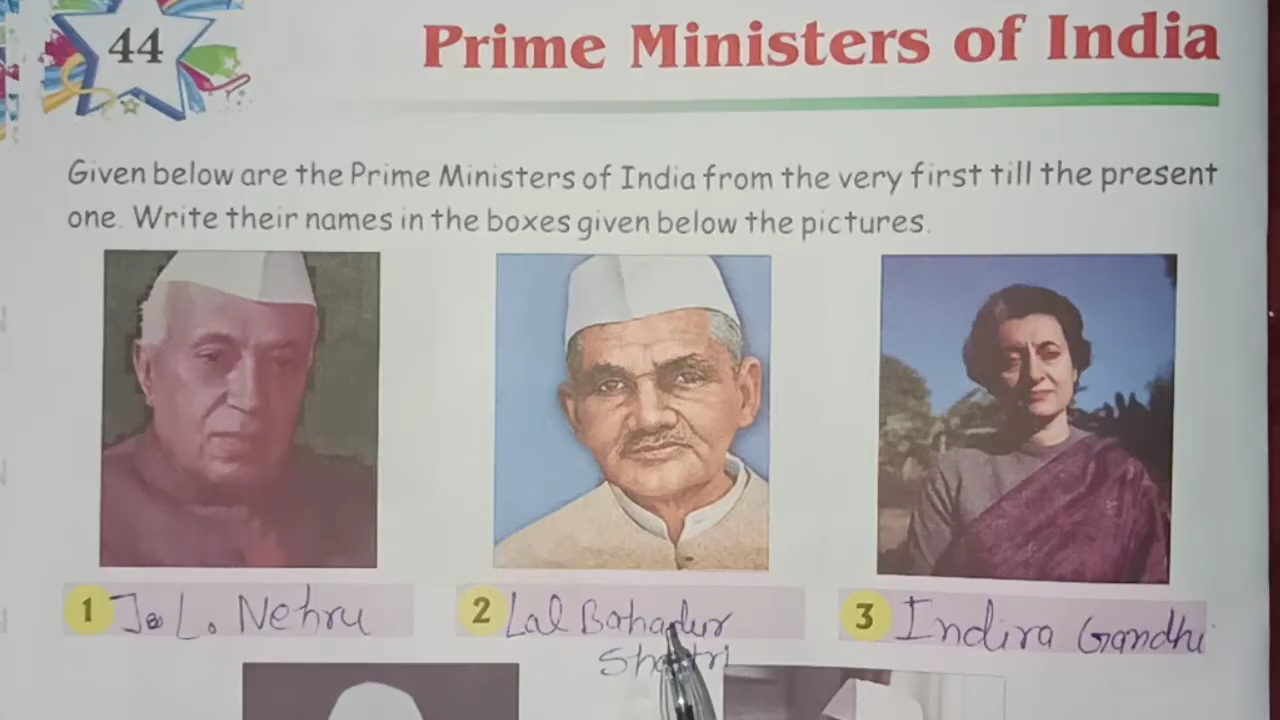 44
Prime Ministers of India
Given below are the Prime Ministers of India from the very first till the present
one. Write their names in the boxes given below the pictures.
1 J. L. Nehru
2 Lal Bahadur
Shastri
3 Indira Gandhi